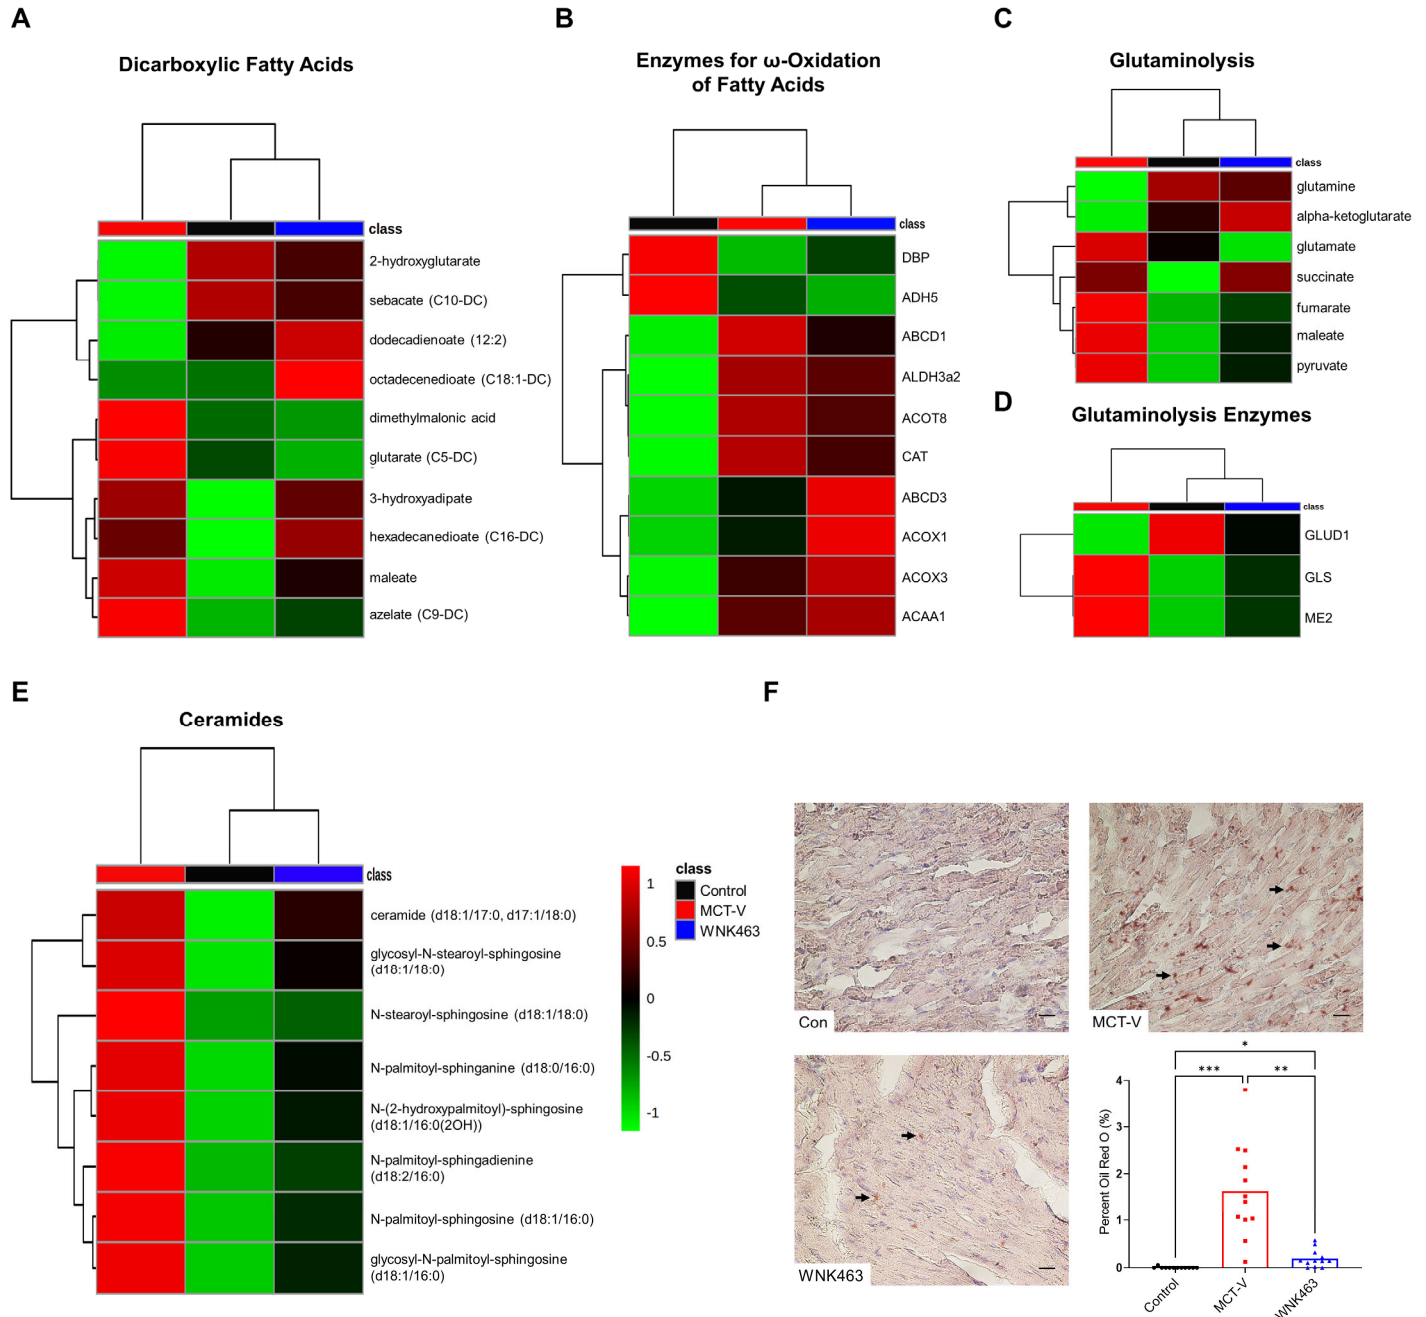 A
Dicarboxylic Fatty Acids
class
2-hydroxyglutarate
sebacate (C10-DC)
dodecadienoate (12:2)
octadecenedioate (C18:1-DC)
dimethylmalonic acid
glutarate (C5-DC)
3-hydroxyadipate
hexadecanedioate (C16-DC)
maleate
azelate (C9-DC)
B
Enzymes for ω-Oxidation
of Fatty Acids
class
DBP
ADH5
ABCD1
ALDH3a2
ACOT8
CAT
ABCD3
ACOX1
ACOX3
ACAA1
C
Glutaminolysis
class
glutamine
alpha-ketoglutarate
glutamate
succinate
fumarate
maleate
pyruvate
D
Glutaminolysis Enzymes
class
GLUD1
GLS
ME2
E
Ceramides
class
ceramide (d18:1/17:0, d17:1/18:0)
glycosyl-N-stearoyl-sphingosine
(d18:1/18:0)
N-stearoyl-sphingosine (d18:1/18:0)
N-palmitoyl-sphinganine (d18:0/16:0)
N-(2-hydroxypalmitoyl)-sphingosine
(d18:1/16:0(2OH))
N-palmitoyl-sphingadienine
(d18:2/16:0)
N-palmitoyl-sphingosine (d18:1/16:0)
glycosyl-N-palmitoyl-sphingosine
(d18:1/16:0)
1
0.5
0
-0.5
-1
class
Control
MCT-V
WNK463
F
Con
MCT-V
WNK463
*
***
**
Percent Oil Red O (%)
4
3
2
1
0
Control
MCT-V
WNK463